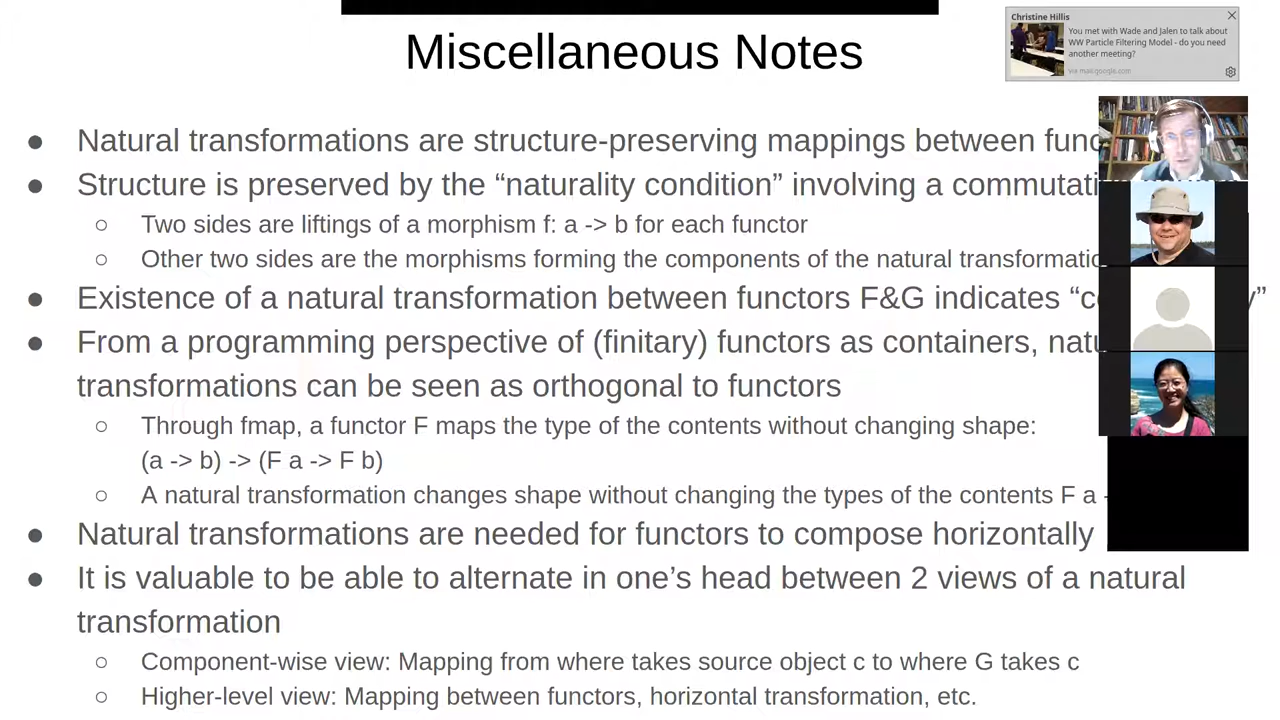 Miscellaneous Notes
Christine Hillis
You met with Wade and Jalen to talk about
WW Particle Filtering Model - do you need
another meeting?
via mail.google.com
● Natural transformations are structure-preserving mappings between func
● Structure is preserved by the “naturality condition” involving a commutati
○ Two sides are liftings of a morphism f: a -> b for each functor
○ Other two sides are the morphisms forming the components of the natural transformatio
● Existence of a natural transformation between functors F&G indicates “c y”
● From a programming perspective of (finitary) functors as containers, natu
transformations can be seen as orthogonal to functors
○ Through fmap, a functor F maps the type of the contents without changing shape:
(a -> b) -> (F a -> F b)
○ A natural transformation changes shape without changing the types of the contents F a -
● Natural transformations are needed for functors to compose horizontally
● It is valuable to be able to alternate in one’s head between 2 views of a natural
transformation
○ Component-wise view: Mapping from where takes source object c to where G takes c
○ Higher-level view: Mapping between functors, horizontal transformation, etc.